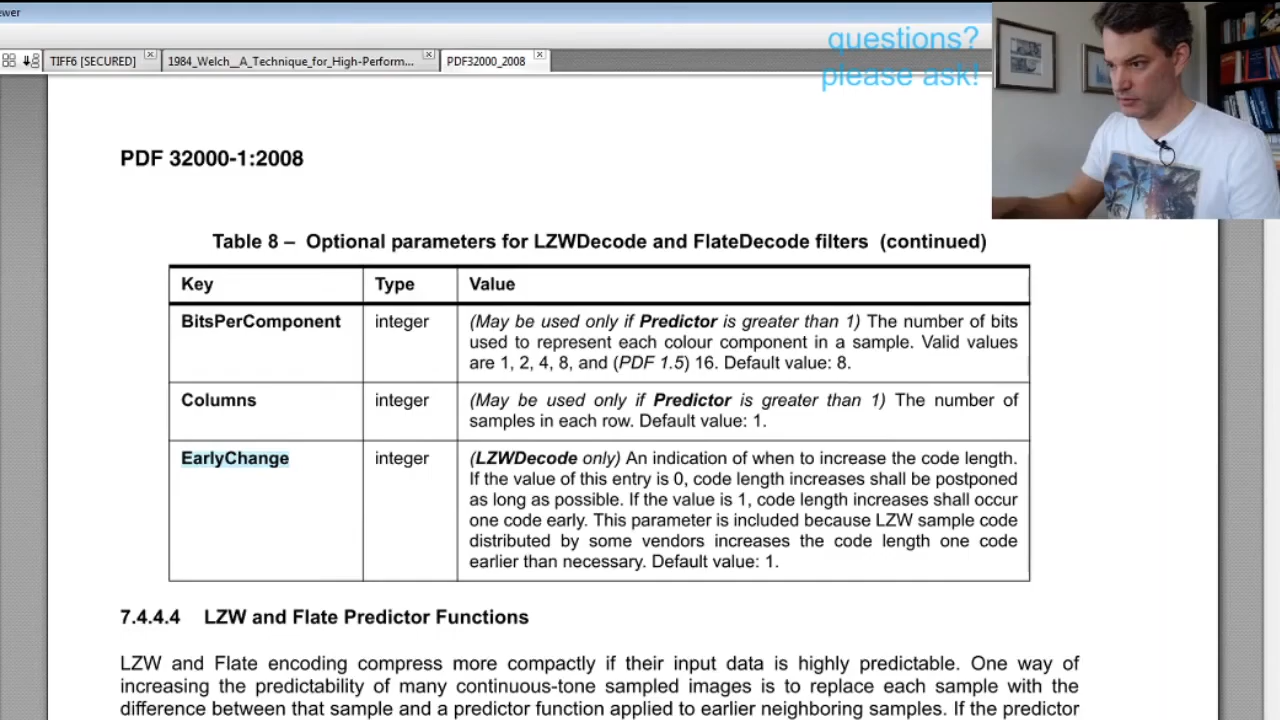 ewer
questions?
please ask!
TIFF6 [SECURED]
1984_Welch__A_Technique_for_High-Perform...
PDF32000_2008
PDF 32000-1:2008
Table 8 – Optional parameters for LZWDecode and FlateDecode filters (continued)
Key Type Value
BitsPerComponent integer (May be used only if Predictor is greater than 1) The number of bits
used to represent each colour component in a sample. Valid values
are 1, 2, 4, 8, and (PDF 1.5) 16. Default value: 8.
Columns integer (May be used only if Predictor is greater than 1) The number of
samples in each row. Default value: 1.
EarlyChange integer (LZWDecode only) An indication of when to increase the code length.
If the value of this entry is 0, code length increases shall be postponed
as long as possible. If the value is 1, code length increases shall occur
one code early. This parameter is included because LZW sample code
distributed by some vendors increases the code length one code
earlier than necessary. Default value: 1.
7.4.4.4 LZW and Flate Predictor Functions
LZW and Flate encoding compress more compactly if their input data is highly predictable. One way of
increasing the predictability of many continuous-tone sampled images is to replace each sample with the
difference between that sample and a predictor function applied to earlier neighboring samples. If the predictor